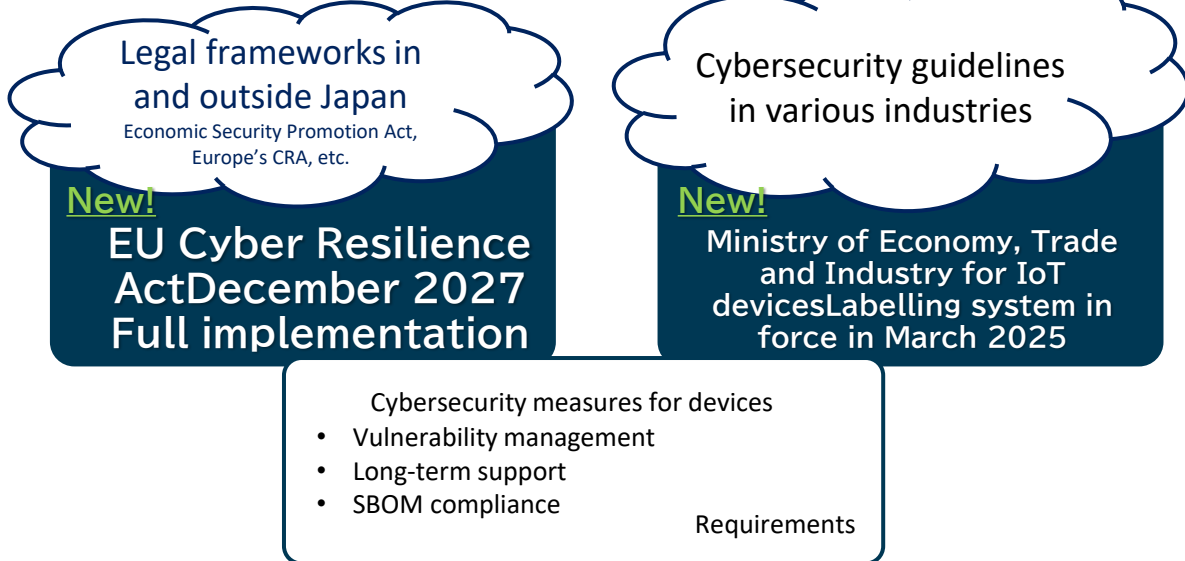 Legal frameworks in
and outside Japan
Economic Security Promotion Act,
Europe's CRA, etc.
New!
EU Cyber Resilience
ActDecember 2027
Full implementation
Cybersecurity guidelines
in various industries
New!
Ministry of Economy, Trade
and Industry for IoT
devicesLabelling system in
force in March 2025
Cybersecurity measures for devices
• Vulnerability management
• Long-term support
• SBOM compliance
Requirements